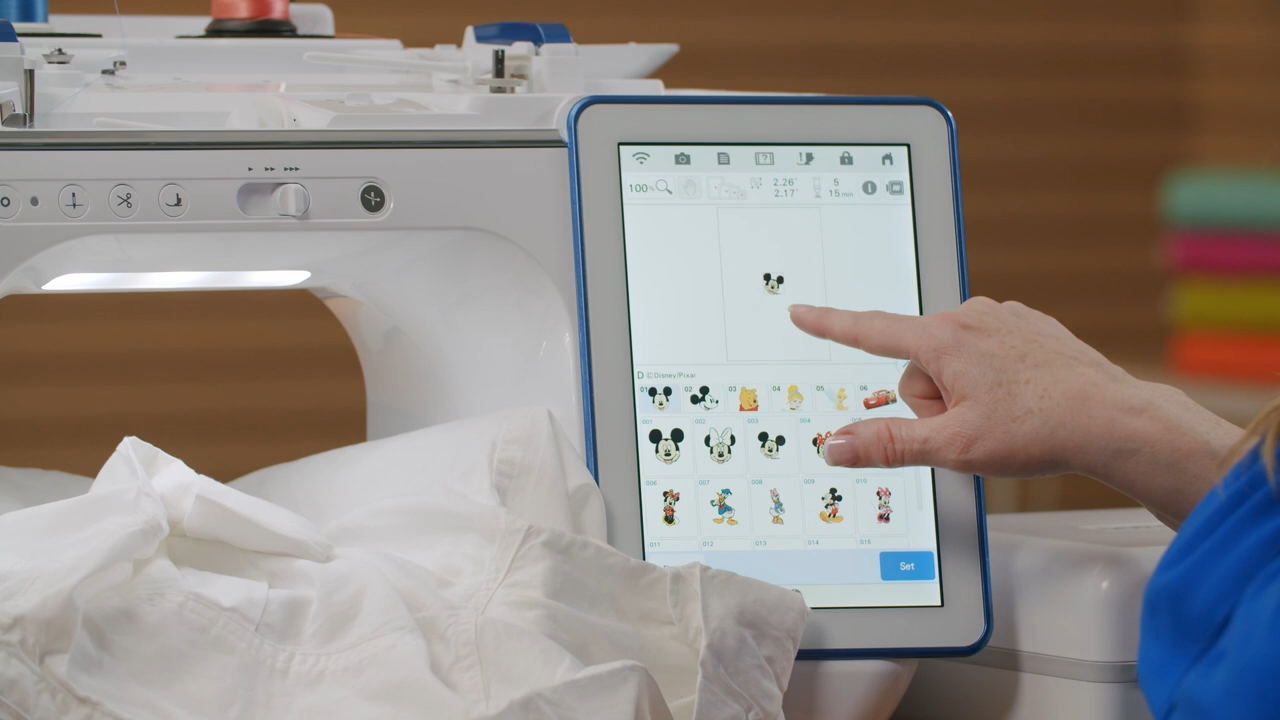 100%
2.26"
2.17"
5
15 min
D ©Disney/Pixar
01 02 03 04 05 06
001 002 003 004
006 007 008 009 010
011 012 013 014 015
Set